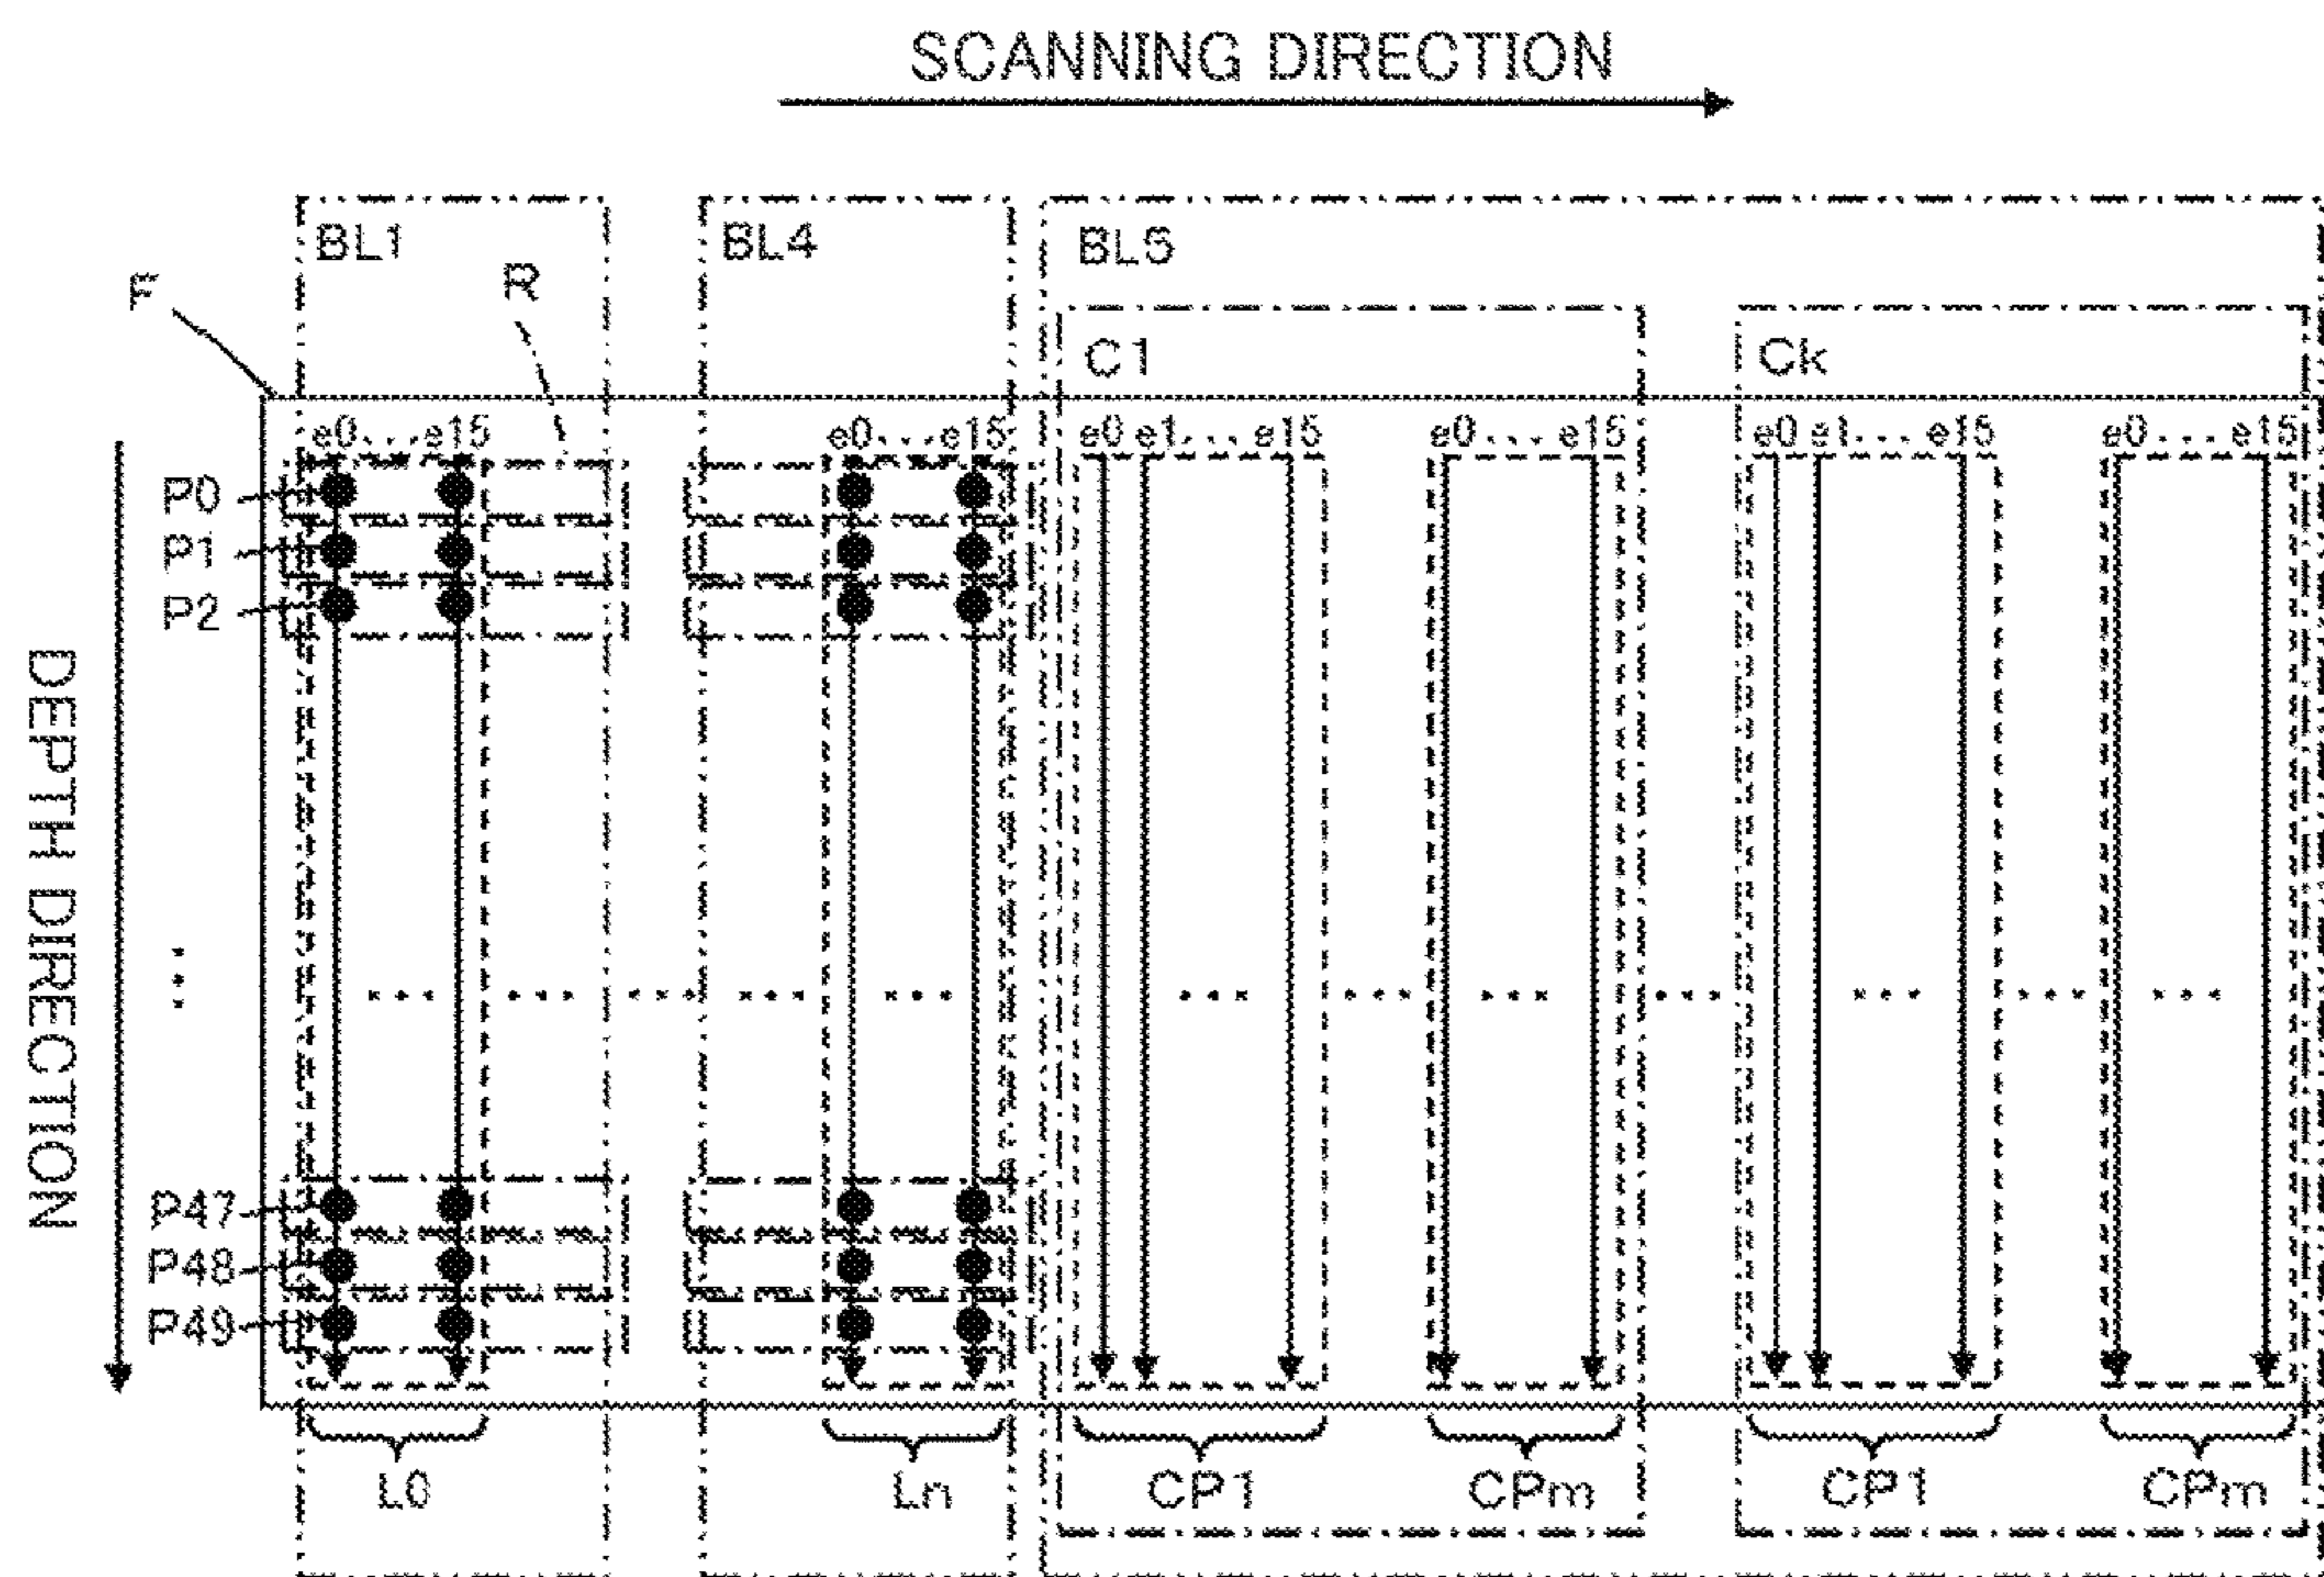 SCANNING DIRECTION
BL1 BL4 BL5
F R
C1 Ck
e0...e15 e0...e15 e0 e1...e15 e0...e15 e0 e1...e15 e0...e15
P0
P1
P2
DEPTH DIRECTION
P47
P48
P49
L0 Ln CP1 CPm CP1 CPm